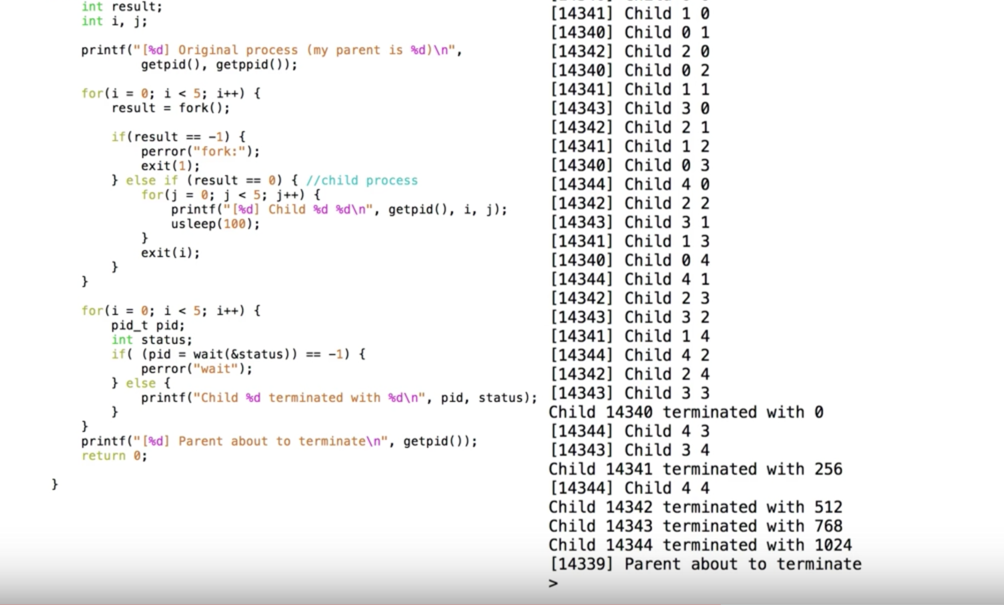 int result;
int i, j;
printf("[%d] Original process (my parent is %d)\n",
getpid(), getppid());
for(i = 0; i < 5; i++) {
result = fork();
if(result == -1) {
perror("fork:");
exit(1);
} else if (result == 0) { //child process
for(j = 0; j < 5; j++) {
printf("[%d] Child %d %d\n", getpid(), i, j);
usleep(100);
}
exit(i);
}
}
for(i = 0; i < 5; i++) {
pid_t pid;
int status;
if( (pid = wait(&status)) == -1) {
perror("wait");
} else {
printf("Child %d terminated with %d\n", pid, status);
}
}
printf("[%d] Parent about to terminate\n", getpid());
return 0;
}
[14341] Child 1 0
[14340] Child 0 1
[14342] Child 2 0
[14340] Child 0 2
[14341] Child 1 1
[14343] Child 3 0
[14342] Child 2 1
[14341] Child 1 2
[14340] Child 0 3
[14344] Child 4 0
[14342] Child 2 2
[14343] Child 3 1
[14341] Child 1 3
[14340] Child 0 4
[14344] Child 4 1
[14342] Child 2 3
[14343] Child 3 2
[14341] Child 1 4
[14344] Child 4 2
[14342] Child 2 4
[14343] Child 3 3
Child 14340 terminated with 0
[14344] Child 4 3
[14343] Child 3 4
Child 14341 terminated with 256
[14344] Child 4 4
Child 14342 terminated with 512
Child 14343 terminated with 768
Child 14344 terminated with 1024
[14339] Parent about to terminate
>